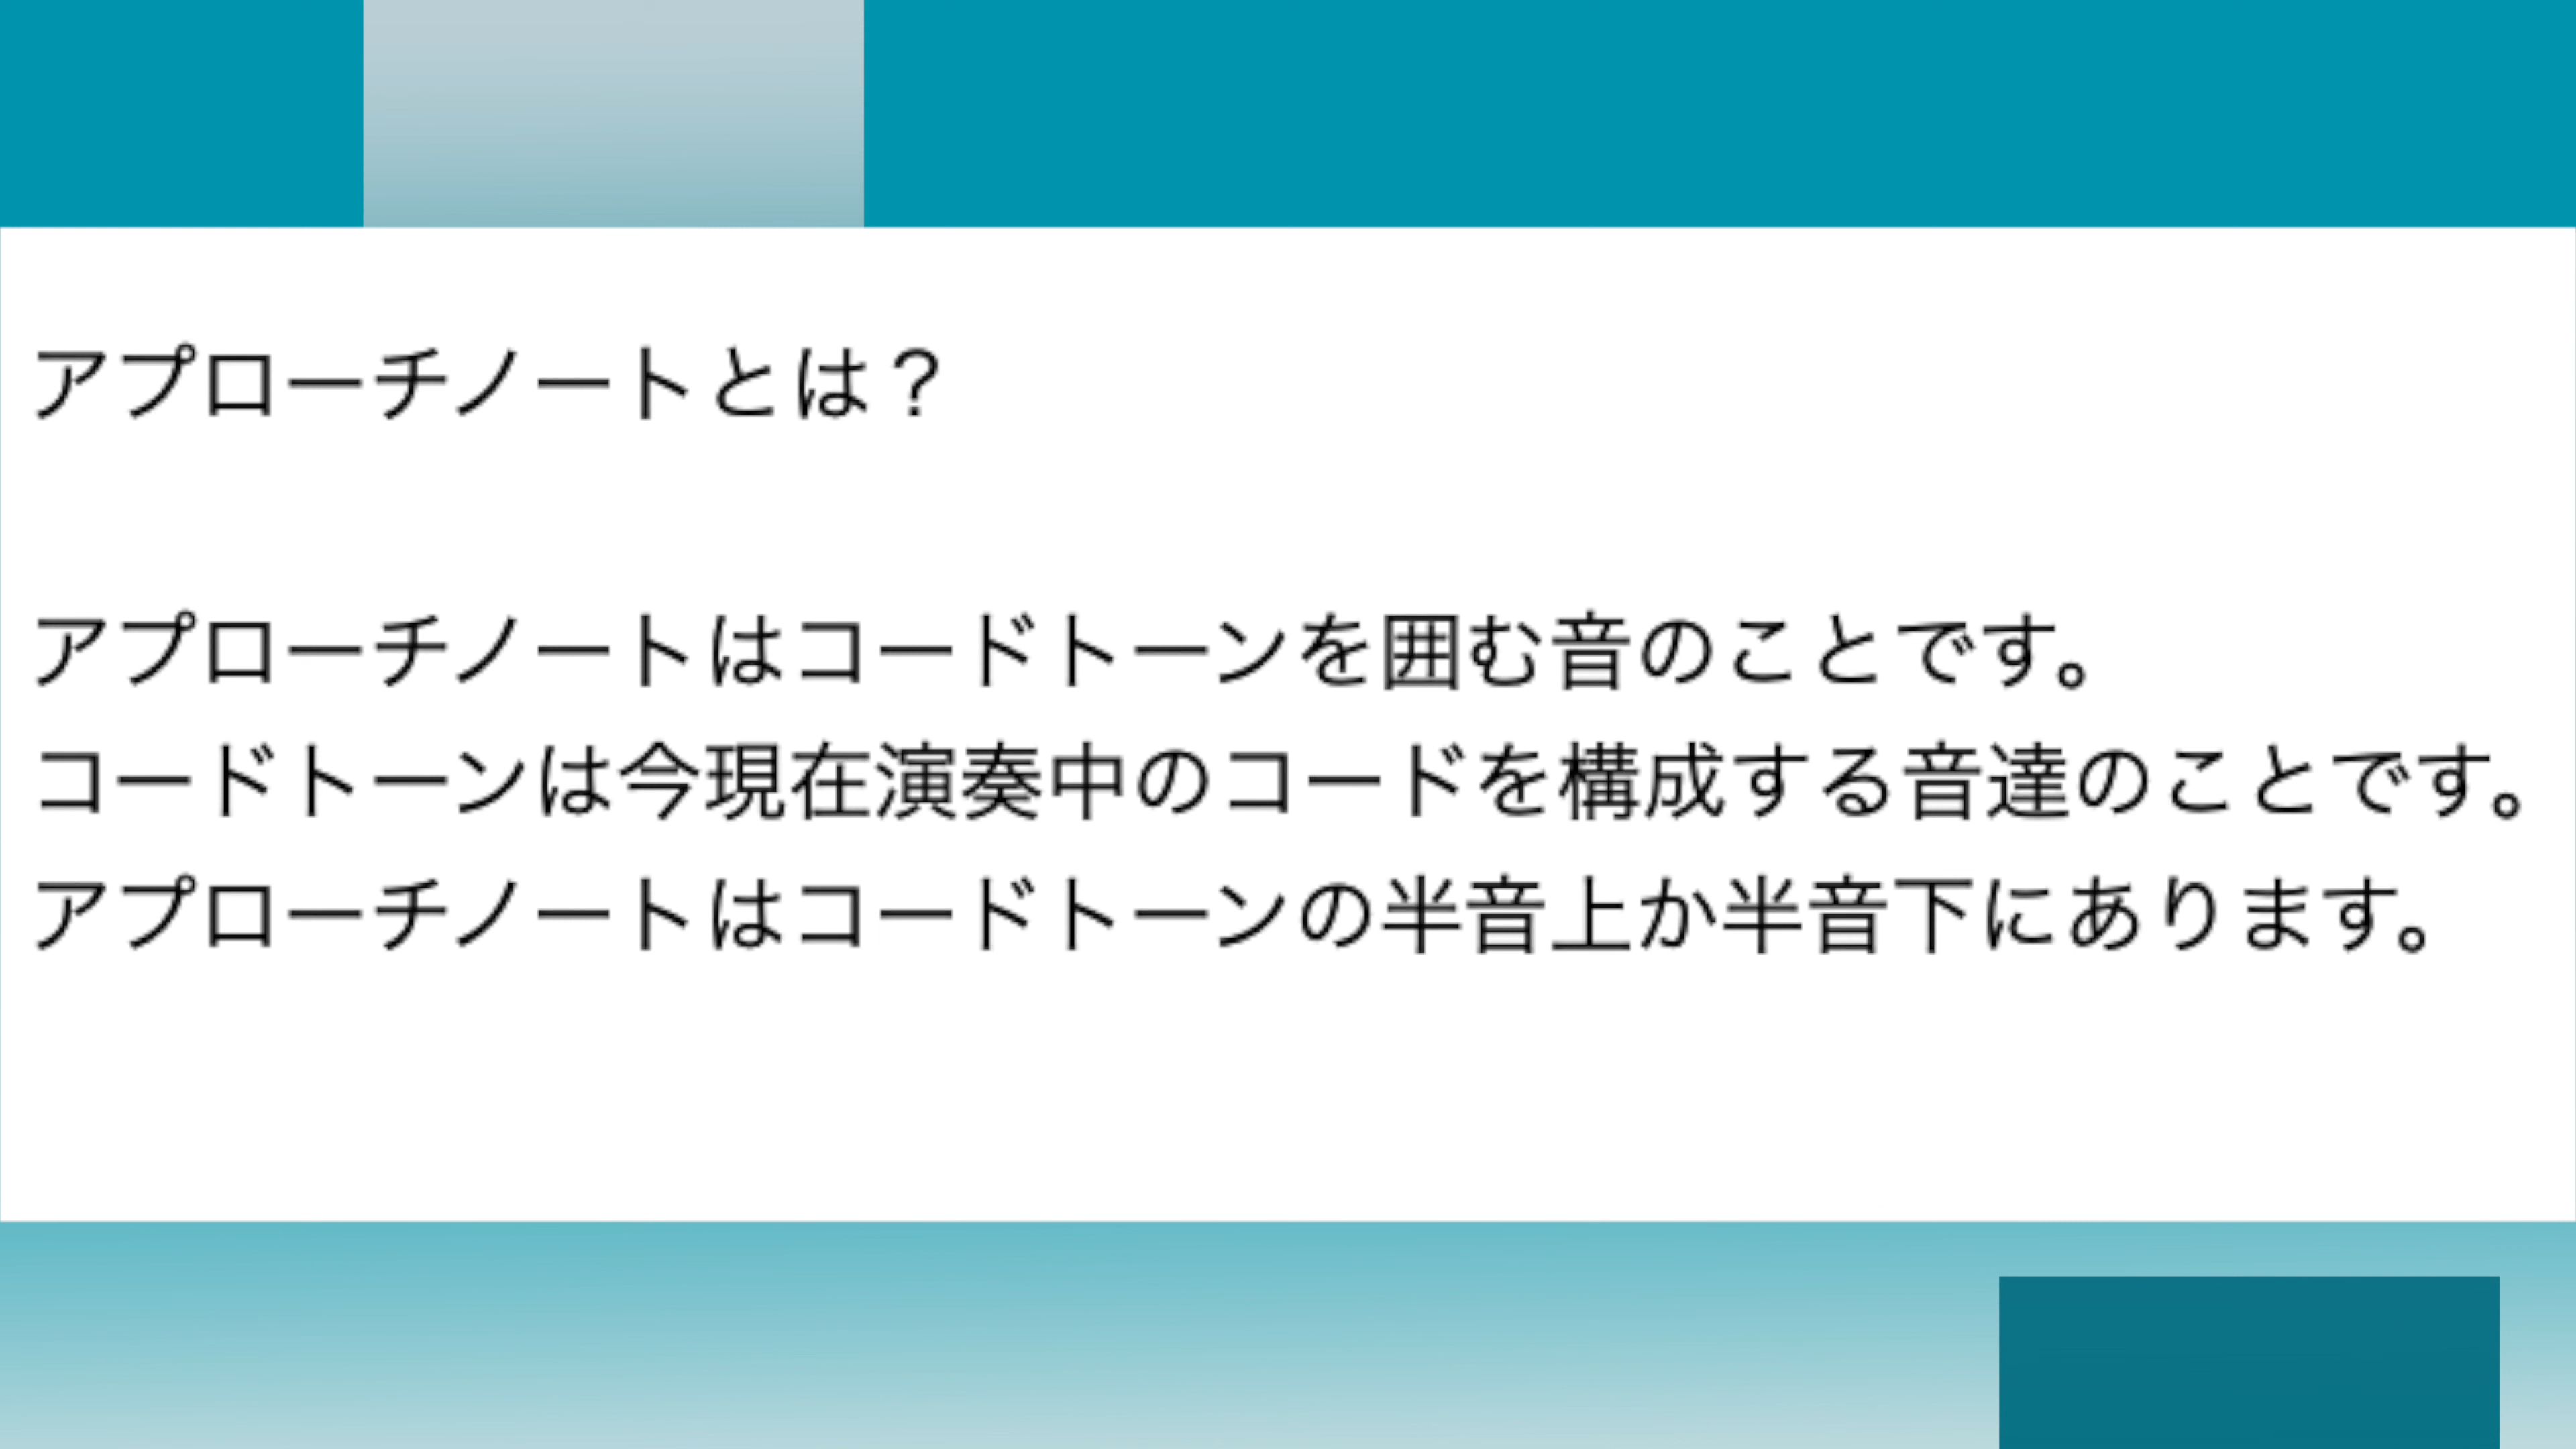 アプローチノートとは？
アプローチノートはコードトーンを囲む音のことです。
コードトーンは今現在演奏中のコードを構成する音達のことです。
アプローチノートはコードトーンの半音上か半音下にあります。